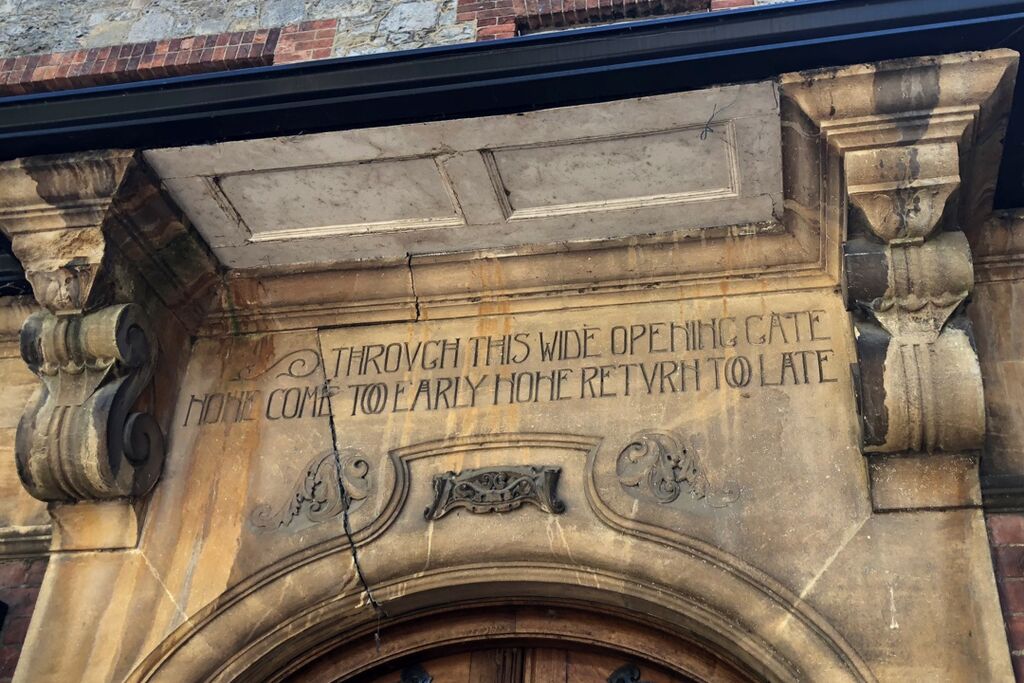 THROVGH THIS WIDE OPENING GATE
NONE COME TOO EARLY NONE RETVRN TOO LATE